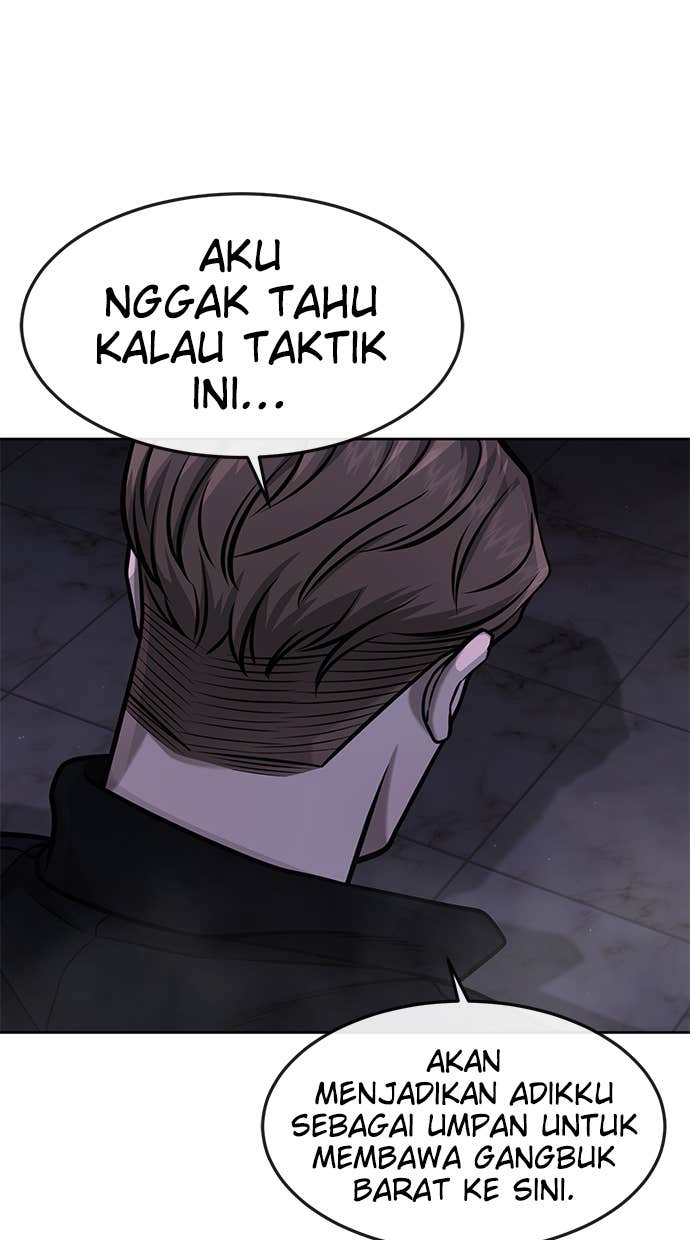 AKU
NGGAK TAHU
KALAU TAKTIK
INI...
AKAN
MENJADIKAN ADIKKU
SEBAGAI UMPAN UNTUK
MEMBAWA GANGBUK
BARAT KE SINI.